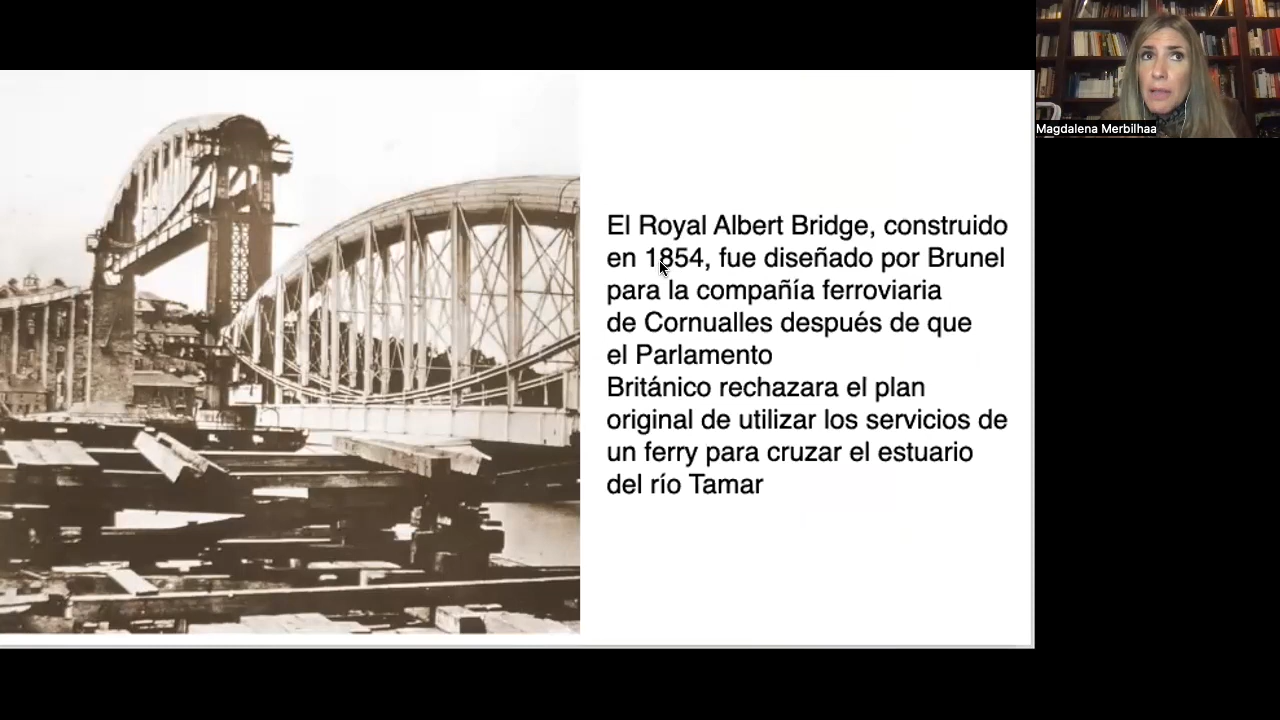 Magdalena Merbilhaa
El Royal Albert Bridge, construido
en 1854, fue diseñado por Brunel
para la compañía ferroviaria
de Cornualles después de que
el Parlamento
Británico rechazara el plan
original de utilizar los servicios de
un ferry para cruzar el estuario
del río Tamar